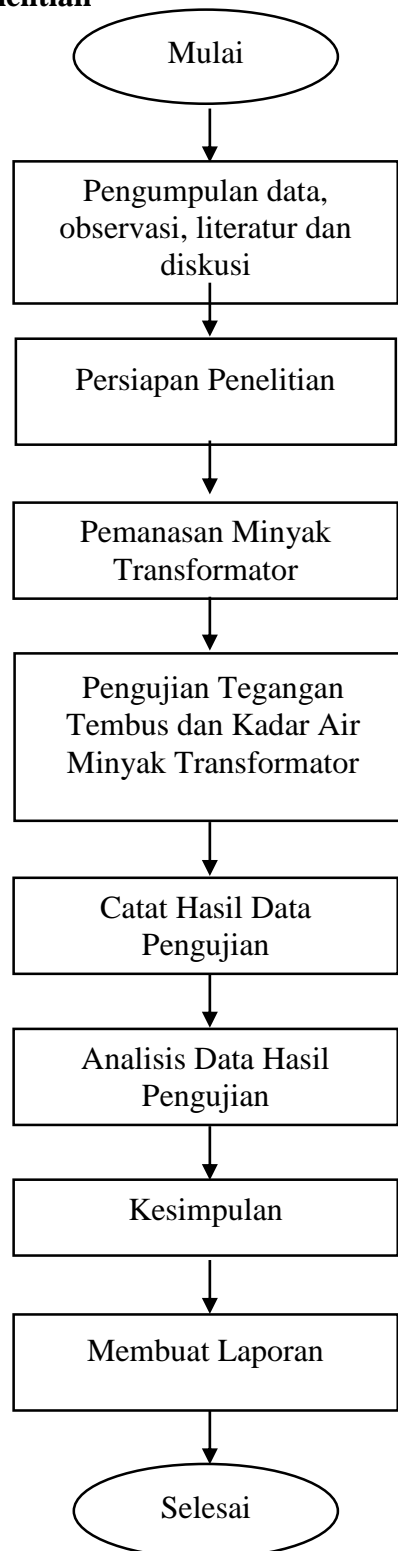 Mulai
Pengumpulan data,
observasi, literatur dan
diskusi
Persiapan Penelitian
Pemanasan Minyak
Transformator
Pengujian Tegangan
Tembus dan Kadar Air
Minyak Transformator
Catat Hasil Data
Pengujian
Analisis Data Hasil
Pengujian
Kesimpulan
Membuat Laporan
Selesai